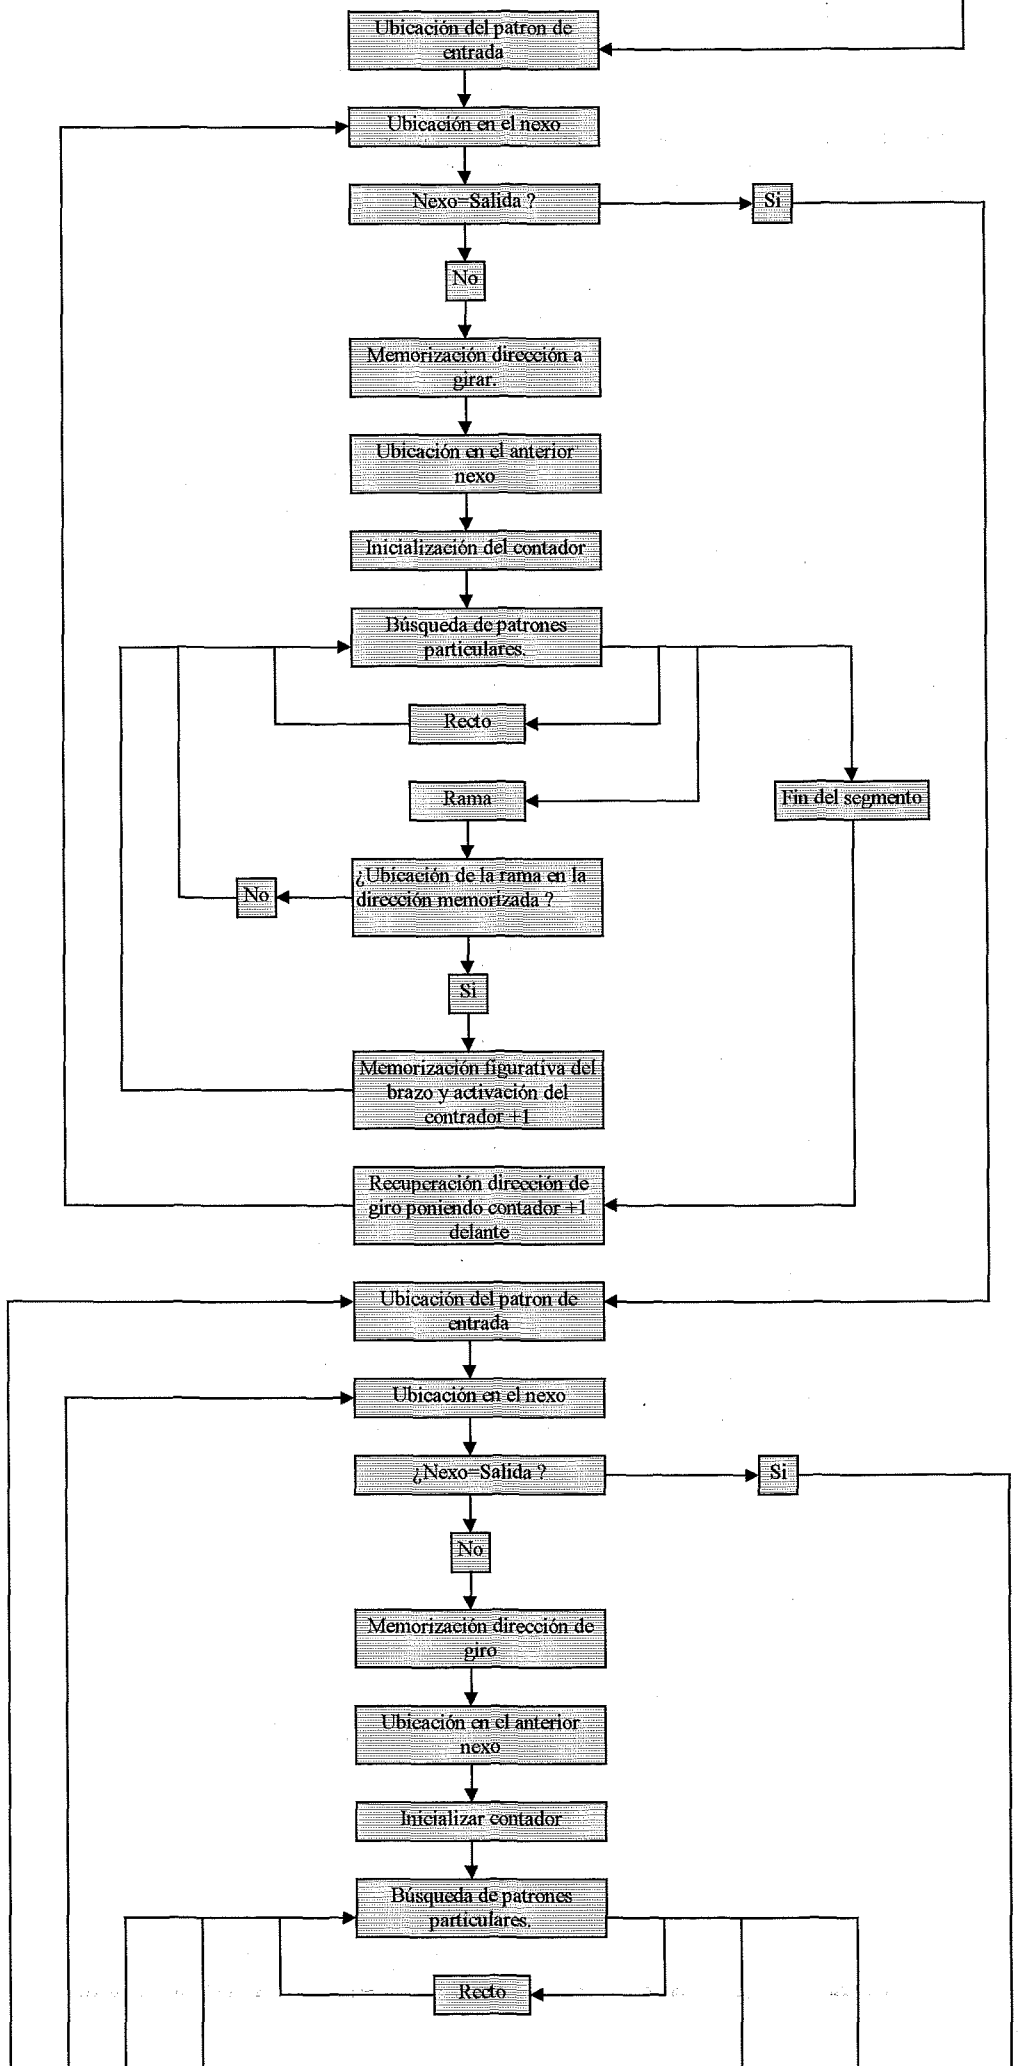 Ubicación del patron de
entrada
Ubicación en el nexo
Nexo=Salida ?
Si
No
Memorización dirección a
girar.
Ubicación en el anterior
nexo
Inicialización del contador
Búsqueda de patrones
particulares.
Recto
Rama
Fin del segmento
¿Ubicación de la rama en la
dirección memorizada ?
No
Si
Memorización figurativa del
brazo y activación del
contrador +1
Recuperación dirección de
giro poniendo contador +1
delante
Ubicación del patron de
entrada
Ubicación en el nexo
¿Nexo=Salida ?
Si
No
Memorización dirección de
giro
Ubicación en el anterior
nexo
Inicializar contador
Búsqueda de patrones
particulares.
Recto